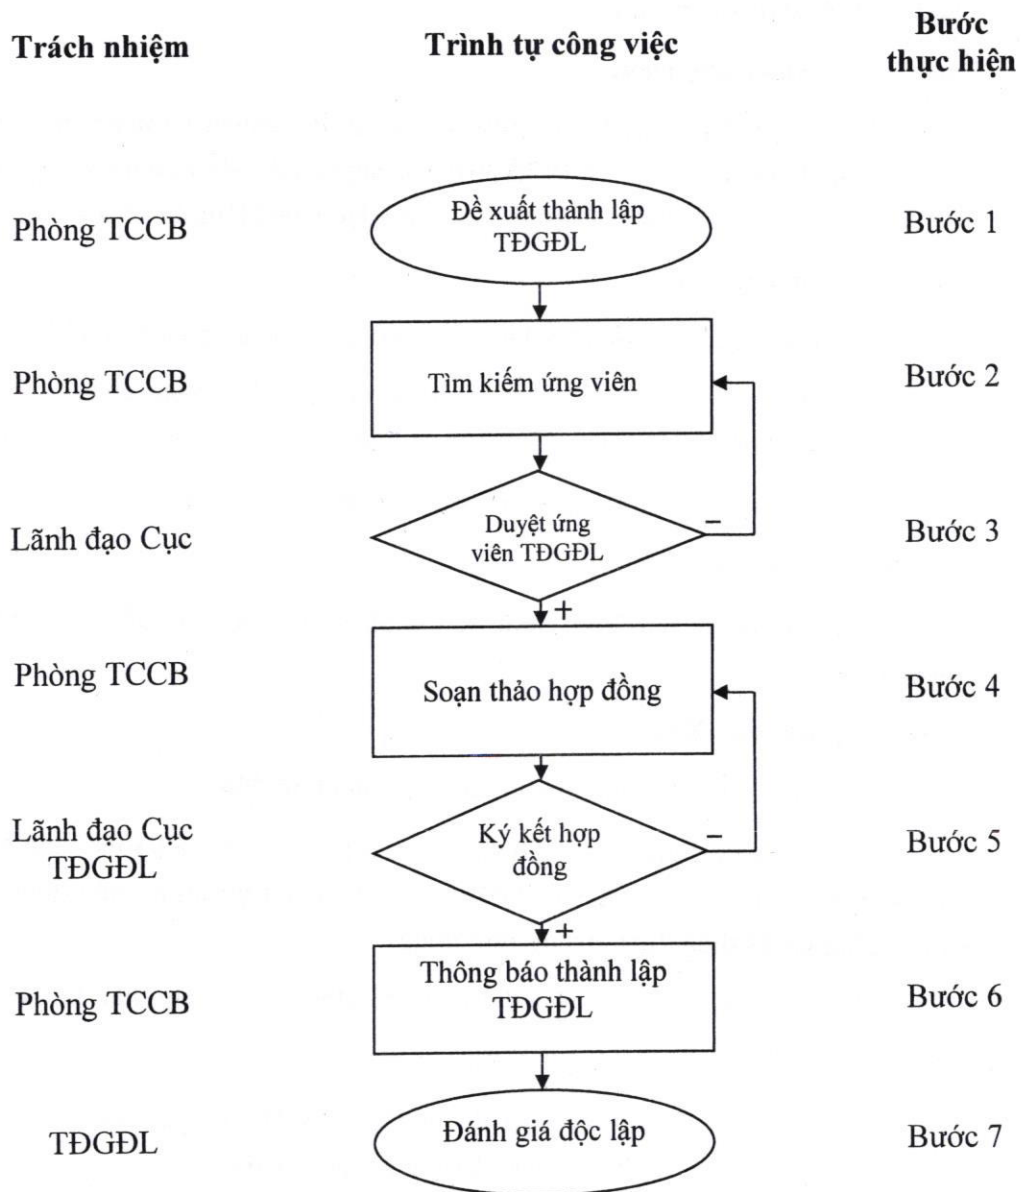 Trách nhiệm
Trình tự công việc
Bước
thực hiện
Phòng TCCB
Đề xuất thành lập
TĐGĐL
Bước 1
Phòng TCCB
Tìm kiếm ứng viên
Bước 2
Lãnh đạo Cục
Duyệt ứng
viên TĐGĐL
–
Bước 3
+
Phòng TCCB
Soạn thảo hợp đồng
Bước 4
Lãnh đạo Cục
TĐGĐL
Ký kết hợp
đồng
–
Bước 5
+
Phòng TCCB
Thông báo thành lập
TĐGĐL
Bước 6
TĐGĐL
Đánh giá độc lập
Bước 7